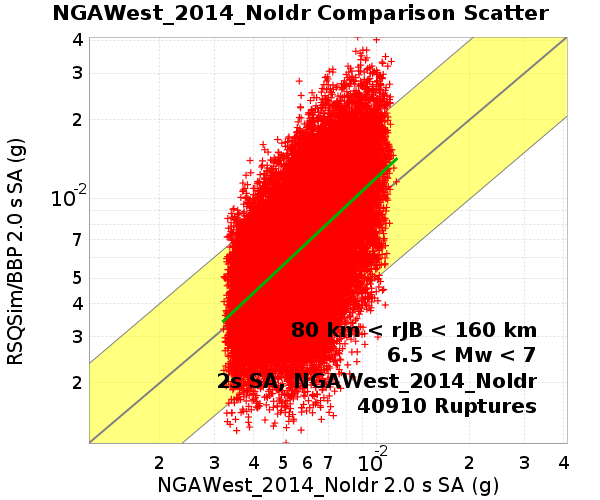 NGAWest_2014_NoIdr Comparison Scatter
4
3
2
10-2
7
5
4
3
2
RSQSim/BBP 2.0 s SA (g)
80 km < rJB < 160 km
6.5 < Mw < 7
2s SA, NGAWest_2014_NoIdr
40910 Ruptures
2 3 4 5 6 7 10-2 2 3 4
NGAWest_2014_NoIdr 2.0 s SA (g)